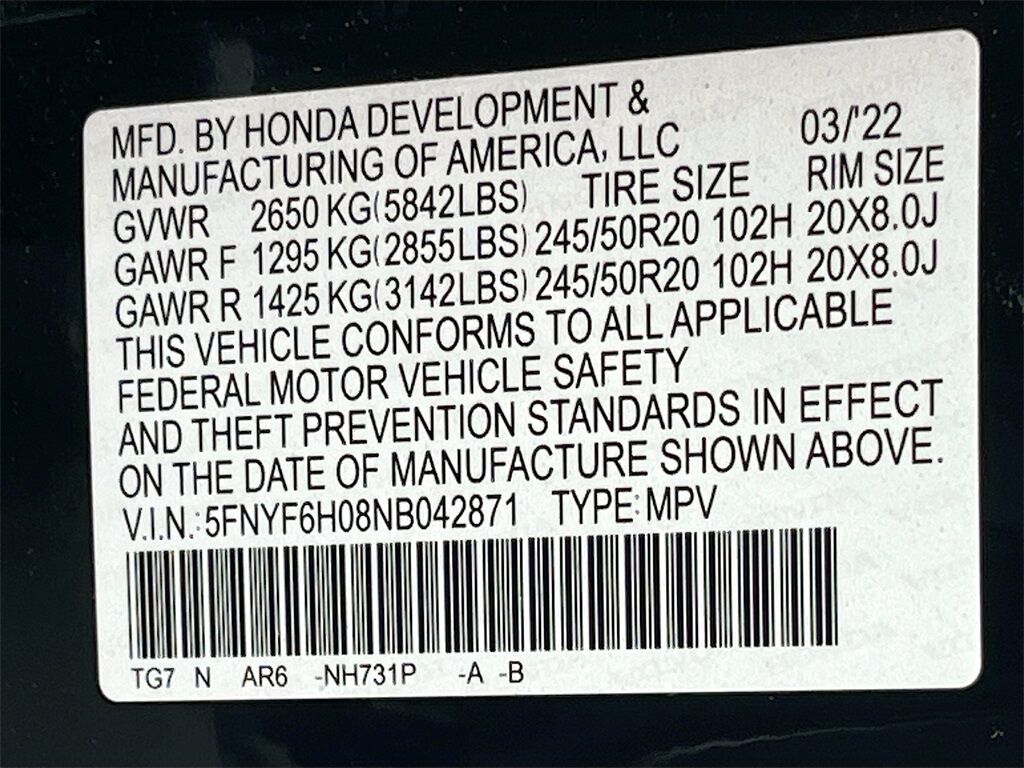 MFD. BY HONDA DEVELOPMENT &
MANUFACTURING OF AMERICA, LLC 03/'22
GVWR 2650 KG(5842LBS) TIRE SIZE RIM SIZE
GAWR F 1295 KG(2855LBS) 245/50R20 102H 20X8.0J
GAWR R 1425 KG(3142LBS) 245/50R20 102H 20X8.0J
THIS VEHICLE CONFORMS TO ALL APPLICABLE
FEDERAL MOTOR VEHICLE SAFETY
AND THEFT PREVENTION STANDARDS IN EFFECT
ON THE DATE OF MANUFACTURE SHOWN ABOVE.
V.I.N.:5FNYF6H08NB042871 TYPE:MPV
TG7 N AR6 -NH731P -A -B